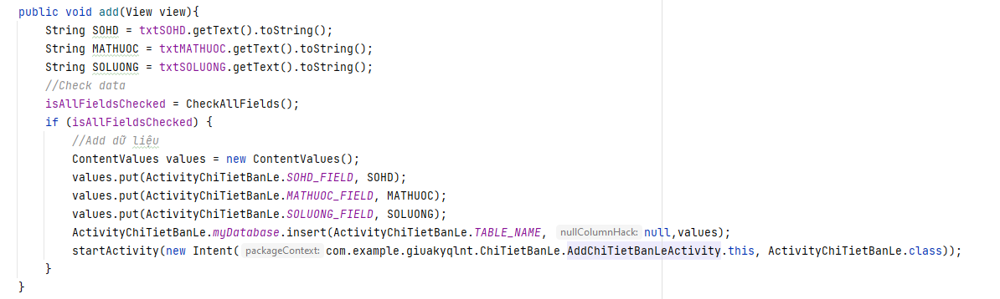 public void add(View view){
    String SOHD = txtSOHD.getText().toString();
    String MATHUOC = txtMATHUOC.getText().toString();
    String SOLUONG = txtSOLUONG.getText().toString();
    //Check data
    isAllFieldsChecked = CheckAllFields();
    if (isAllFieldsChecked) {
        //Add dữ liệu
        ContentValues values = new ContentValues();
        values.put(ActivityChiTietBanLe.SOHD_FIELD, SOHD);
        values.put(ActivityChiTietBanLe.MATHUOC_FIELD, MATHUOC);
        values.put(ActivityChiTietBanLe.SOLUONG_FIELD, SOLUONG);
        ActivityChiTietBanLe.myDatabase.insert(ActivityChiTietBanLe.TABLE_NAME, nullColumnHack: null,values);
        startActivity(new Intent( packageContext: com.example.giuakyqlnt.ChiTietBanLe.AddChiTietBanLeActivity.this, ActivityChiTietBanLe.class));
    }
}